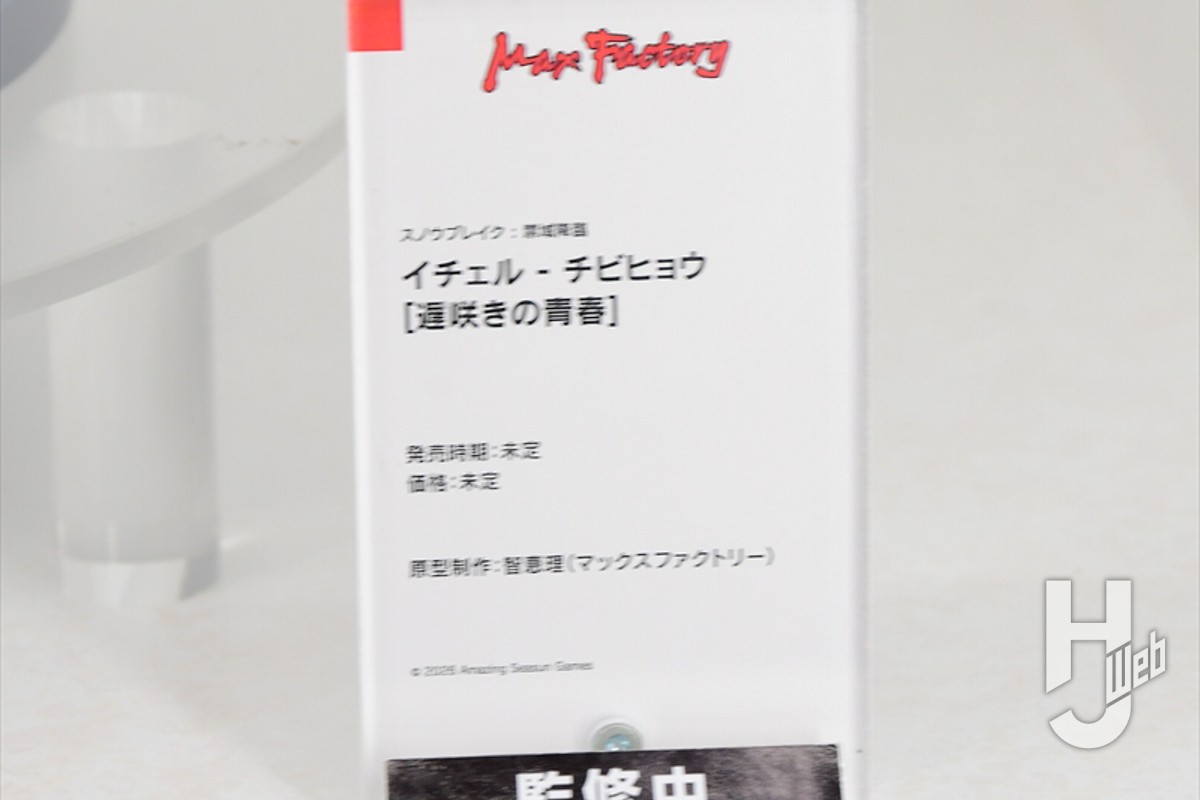 Max Factory
スノウブレイク：禁域降臨
イチェル - チビヒョウ
[遅咲きの青春]
発売時期：未定
価格：未定
原型制作：智恵理（マックスファクトリー）
© 2025 Amazing Seasun Games
監修中
HJ Web